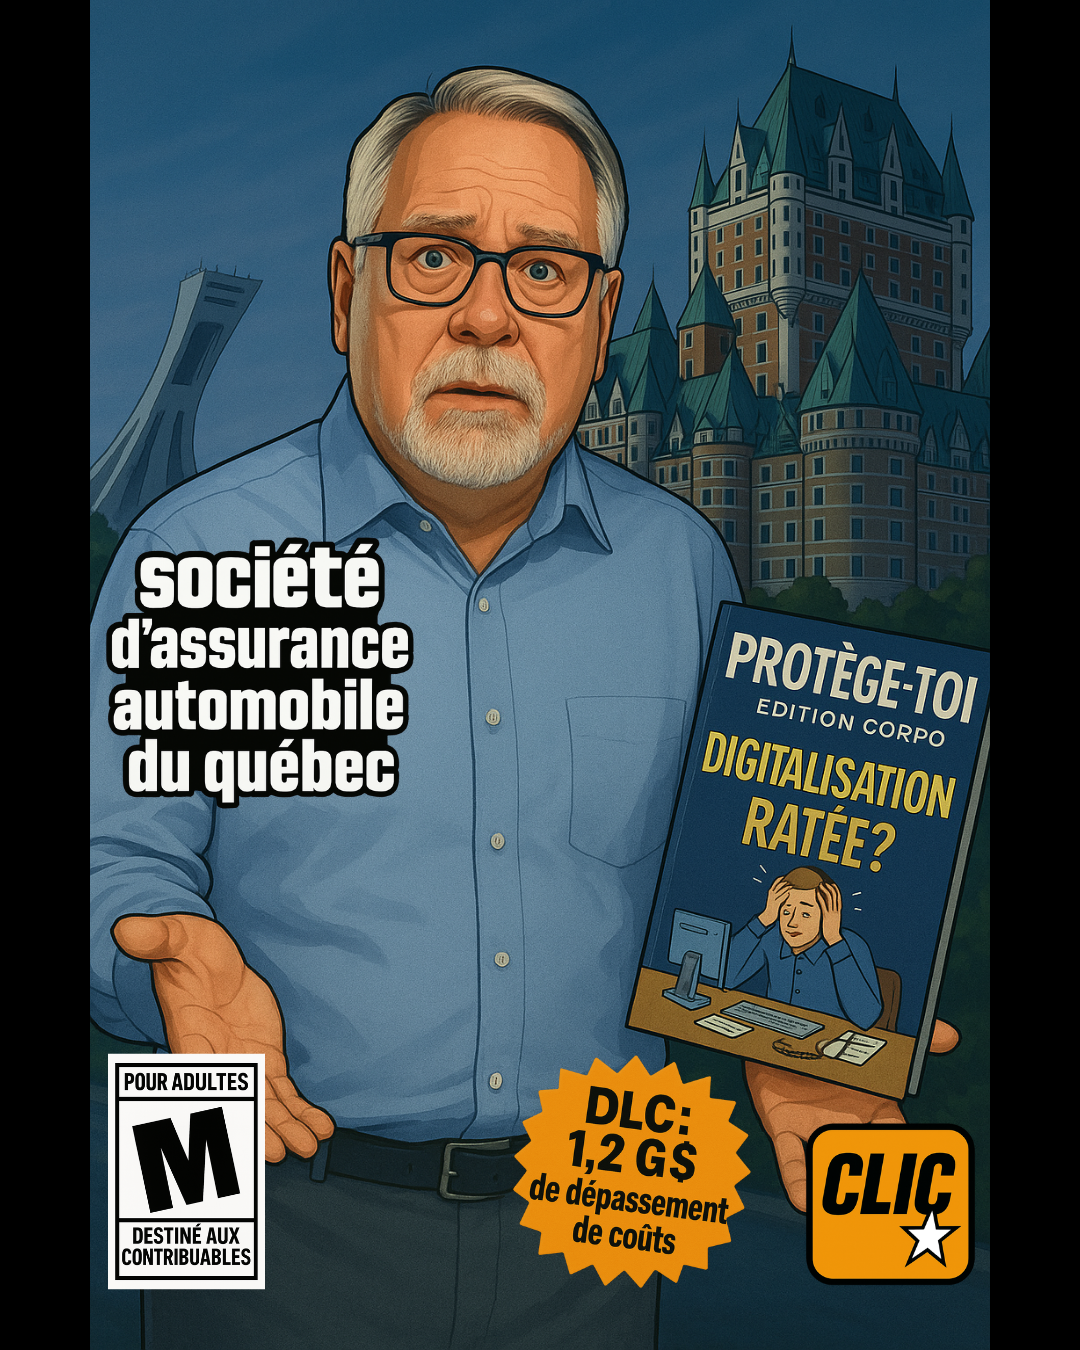 société
d'assurance
automobile
du québec
PROTÈGE-TOI
EDITION CORPO
DIGITALISATION
RATÉE?
POUR ADULTES
M
DESTINÉ AUX
CONTRIBUABLES
DLC:
1,2 G$
de dépassement
de coûts
CLIC